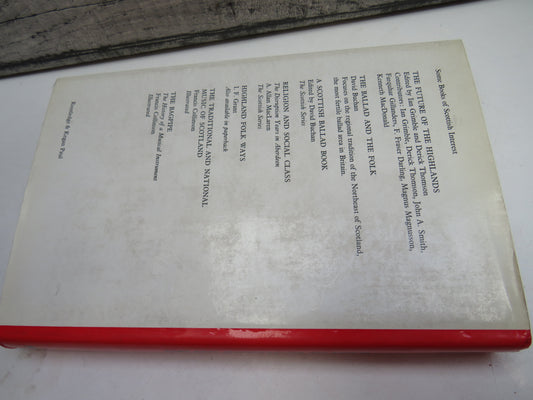 Some Books of Scottish Interest
THE FUTURE OF THE HIGHLANDS
Edited by Ian Grimble and Derick Thomson
Contributors: Ian Grimble, Derick Thomson, John A. Smith,
Farquhar Gillanders, F. Fraser Darling, Magnus Magnusson,
Kenneth MacDonald
THE BALLAD AND THE FOLK
David Buchan
Focuses on the regional tradition of the Northeast of Scotland,
the most fertile ballad area in Britain.
A SCOTTISH BALLAD BOOK
Edited by David Buchan
The Scottish Series
RELIGION AND SOCIAL CLASS
The Disruption Years in Aberdeen
A. Allan MacLaren
The Scottish Series
HIGHLAND FOLK WAYS
I. F. Grant
Also available in paperback
THE TRADITIONAL AND NATIONAL
MUSIC OF SCOTLAND
Francis Collinson
Illustrated
THE BAGPIPE
The History of a Musical Instrument
Francis Collinson
Illustrated
Routledge & Kegan Paul